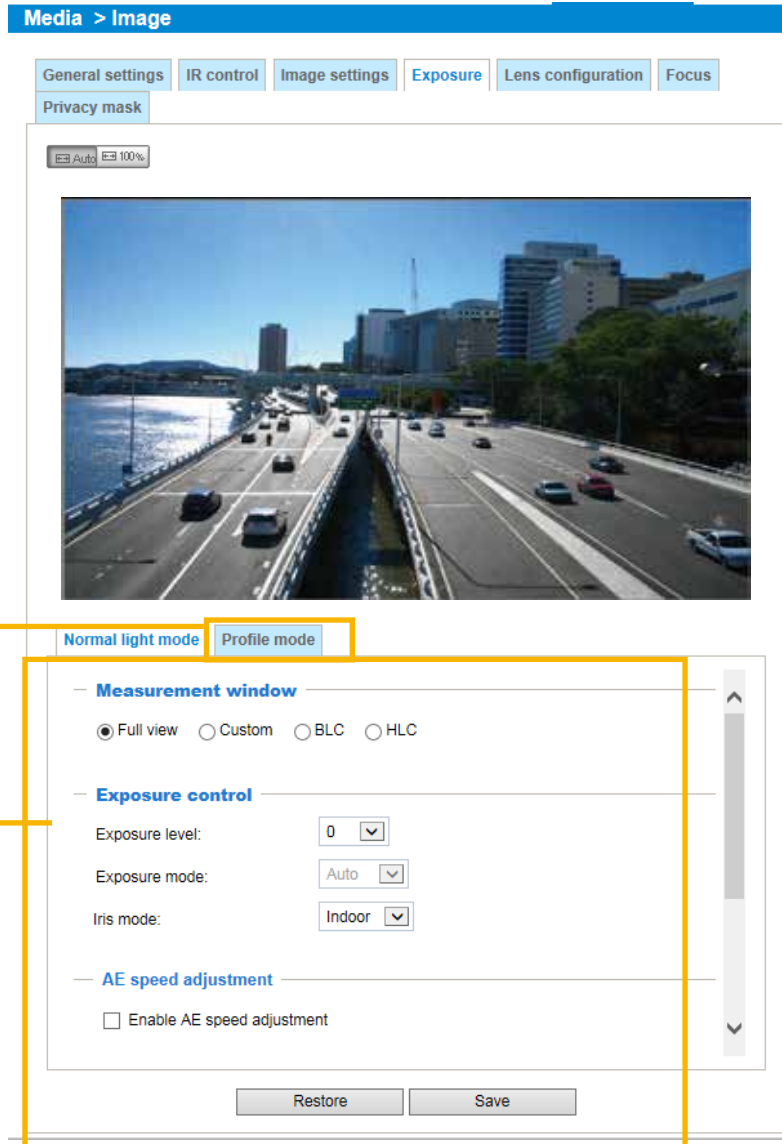 Media > Image
General settings IR control Image settings Exposure Lens configuration Focus
Privacy mask
Auto 100%
Normal light mode Profile mode
Measurement window
Full view Custom BLC HLC
Exposure control
Exposure level: 0
Exposure mode: Auto
Iris mode: Indoor
AE speed adjustment
Enable AE speed adjustment
Restore Save